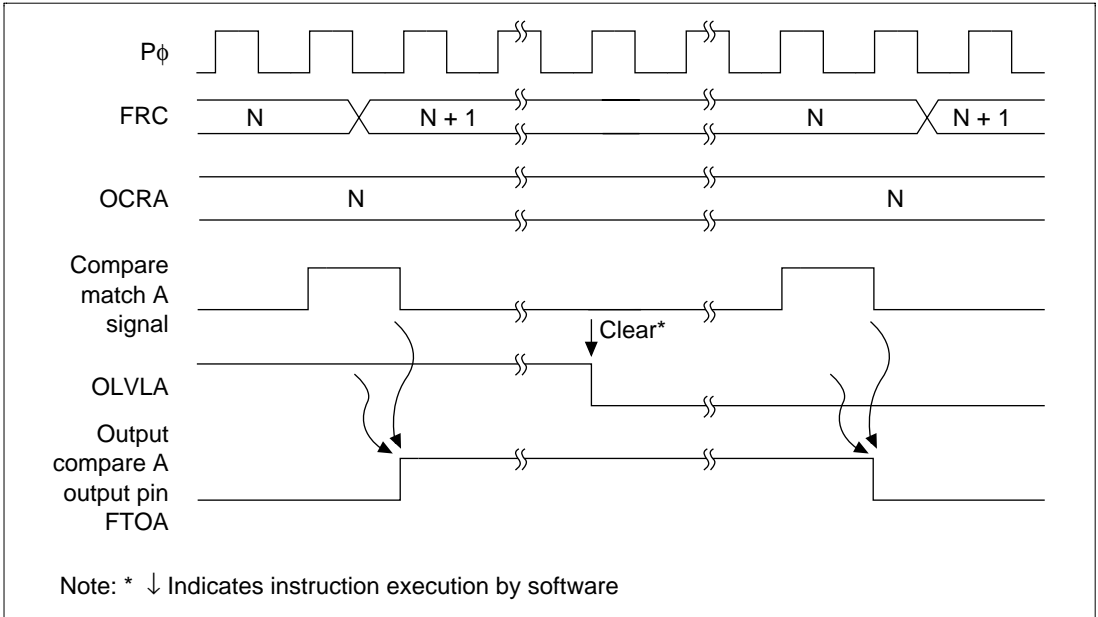 Pϕ
FRC
N
N + 1
N
N + 1
OCRA
N
N
Compare
match A
signal
Clear*
OLVLA
Output
compare A
output pin
FTOA
Note: * ↓ Indicates instruction execution by software